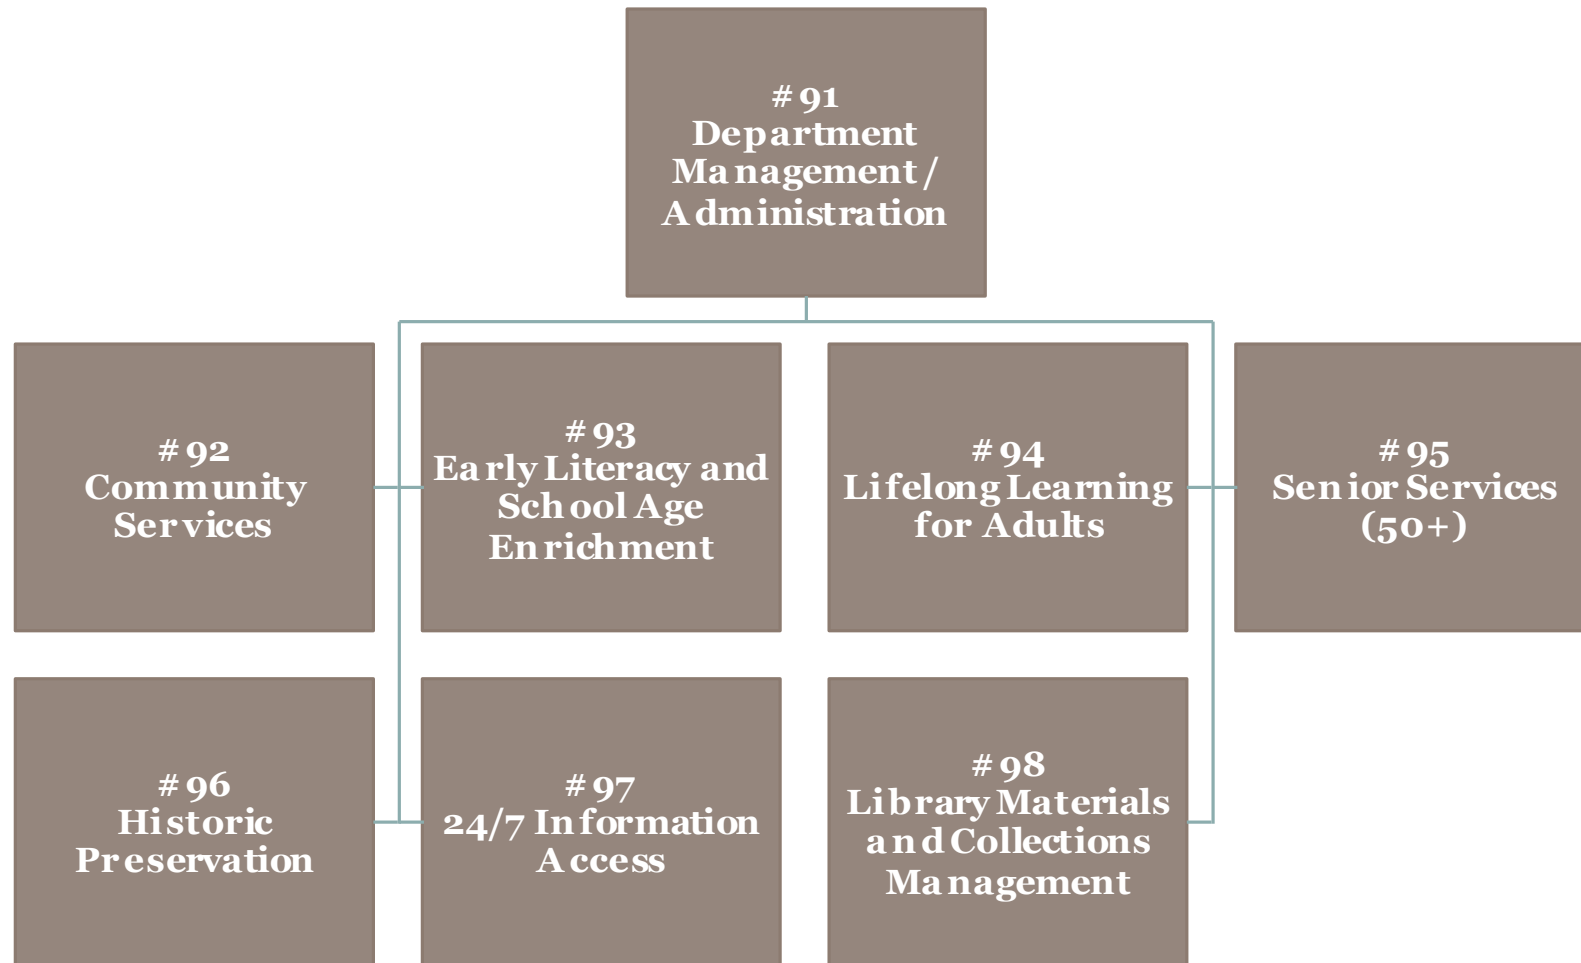 #91
Department
Management/
Administration
#92
Community
Services
#93
Early Literacy and
School Age
Enrichment
#94
Lifelong Learning
for Adults
#95
Senior Services
(50+)
#96
Historic
Preservation
#97
24/7 Information
Access
#98
Library Materials
and Collections
Management